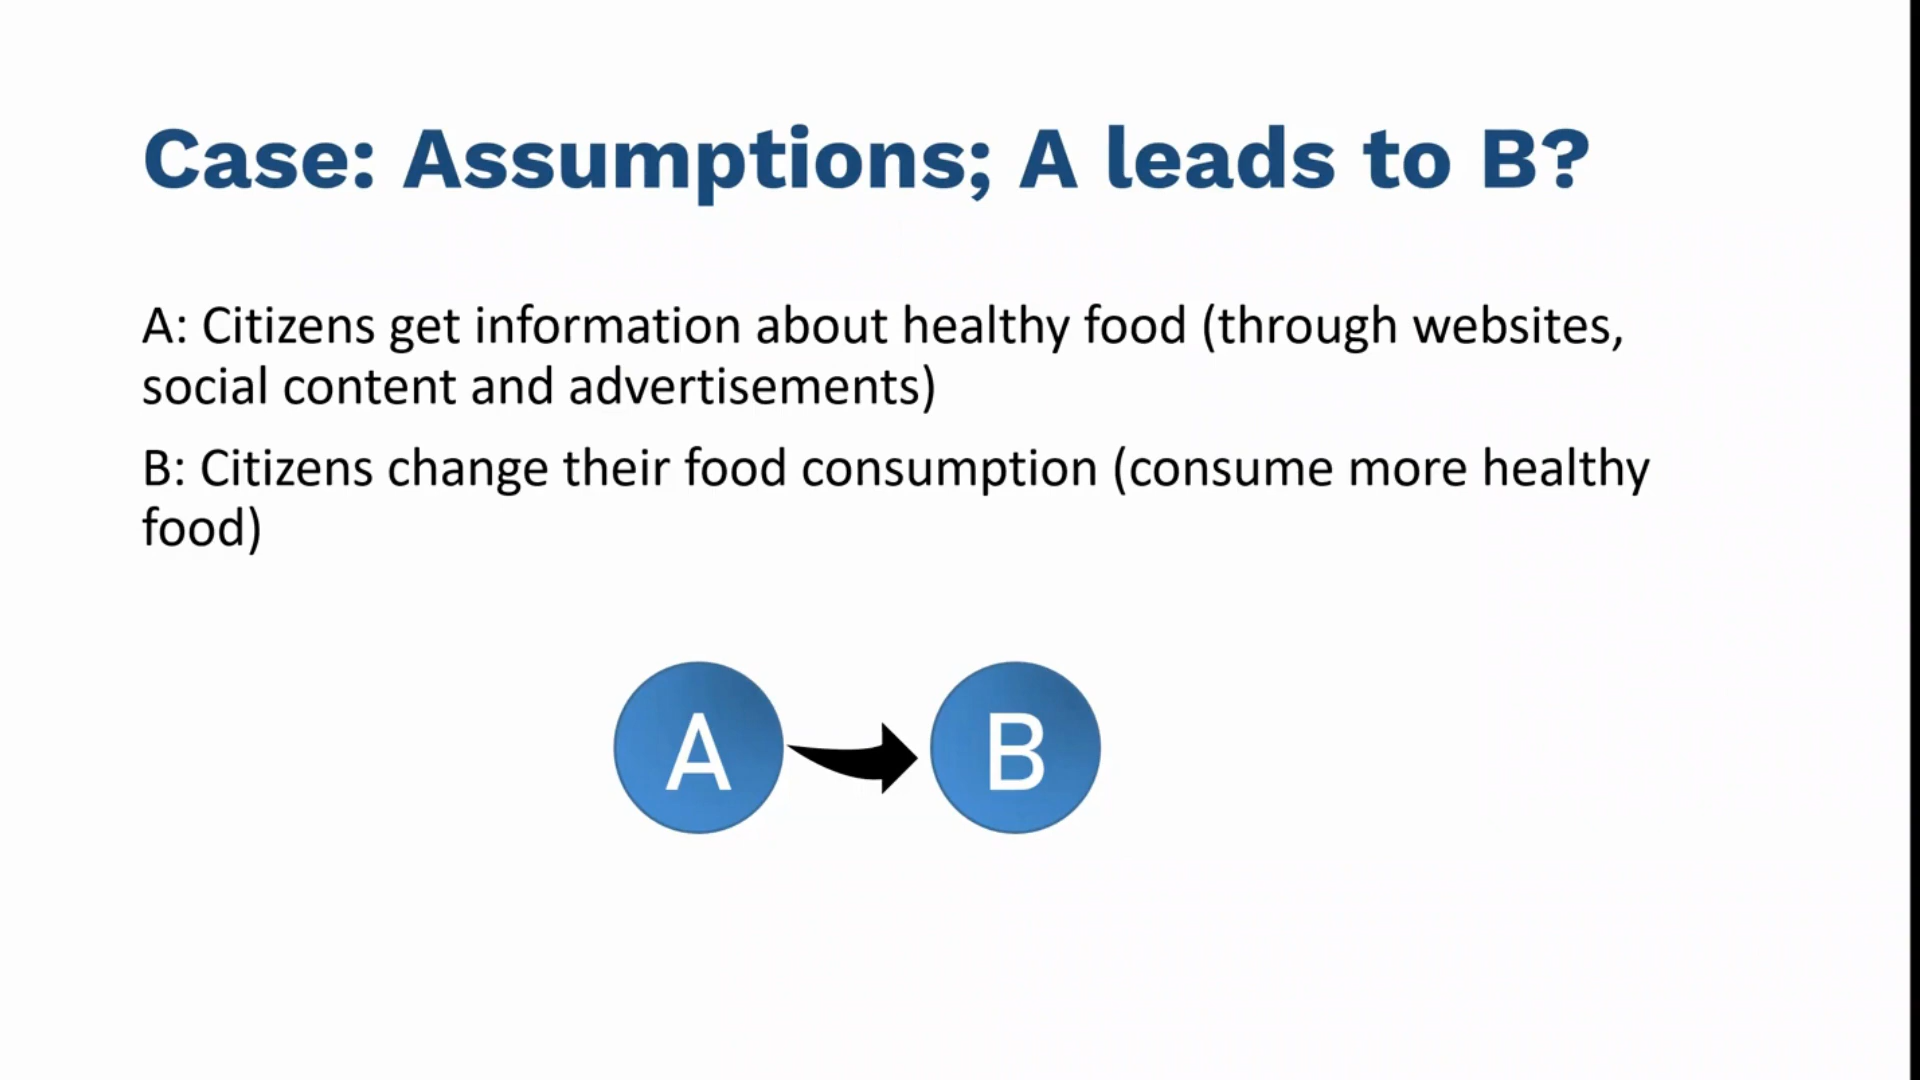 Case: Assumptions; A leads to B?
A: Citizens get information about healthy food (through websites,
social content and advertisements)
B: Citizens change their food consumption (consume more healthy
food)
A
B